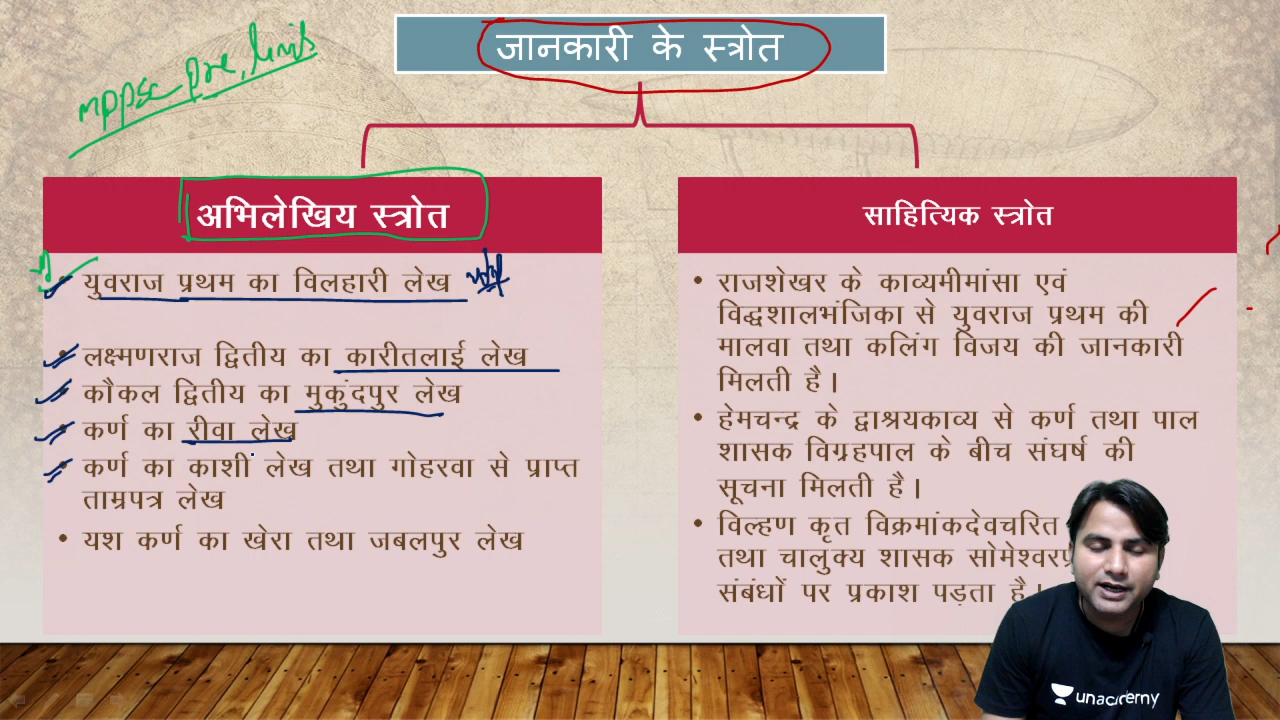 जानकारी के स्त्रोत
mppsc pre,
अभिलेखिय स्त्रोत
युवराज प्रथम का विलहारी लेख
लक्ष्मणराज द्वितीय का कारीतलाई लेख
कौकल द्वितीय का मुकुंदपुर लेख
कर्ण का रीवा लेख
कर्ण का काशी लेख तथा गोहरवा से प्राप्त
ताम्रपत्र लेख
यश कर्ण का खेरा तथा जबलपुर लेख
साहित्यिक स्त्रोत
राजशेखर के काव्यमीमांसा एवं
विद्धशालभंजिका से युवराज प्रथम की
मालवा तथा कलिंग विजय की जानकारी
मिलती है।
हेमचन्द्र के द्वाश्रयकाव्य से कर्ण तथा पाल
शासक विग्रहपाल के बीच संघर्ष की
सूचना मिलती है।
विल्हण कृत विक्रमांकदेवचरित
तथा चालुक्य शासक
संबंधों पर प्रकाश पड़ता है।
unacademy